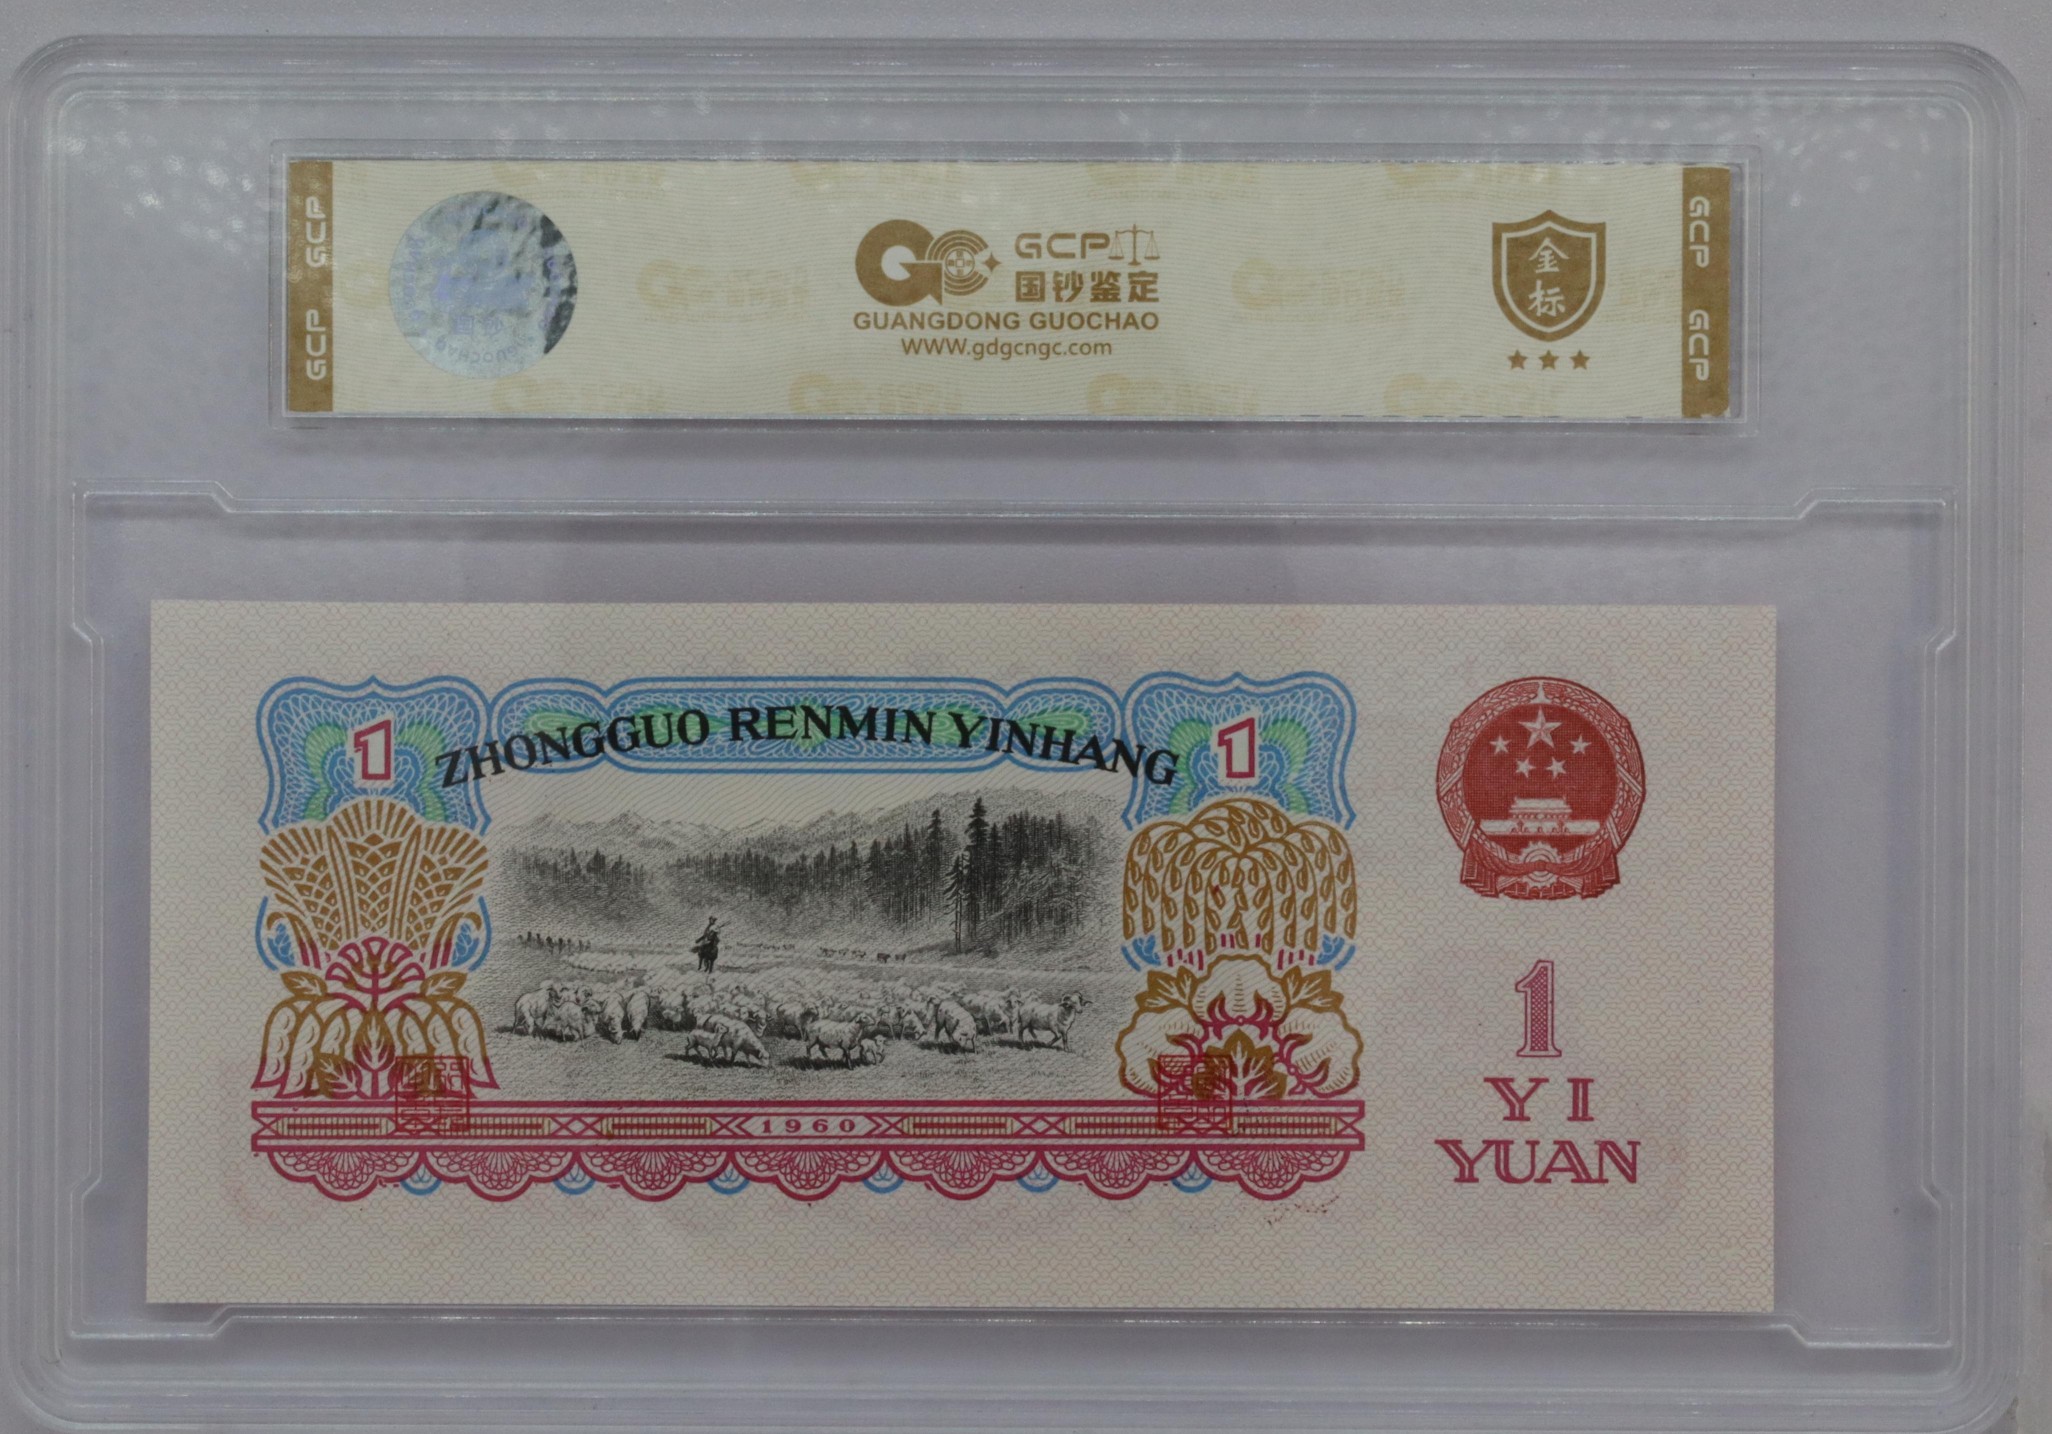 GCP GCP
GCP
国钞鉴定
GUANGDONG GUOCHAO
WWW.gdgcngc.com
金
标
GCP GCP
1
ZHONGGUO RENMIN YINHANG
1
1960
1
YI
YUAN